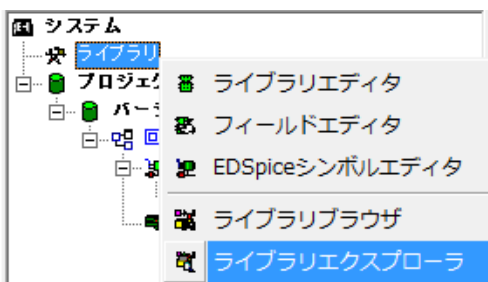 システム
ライブラリ
プロジェク
バー
回
ライブラリエディタ
フィールドエディタ
EDSpiceシンボルエディタ
ライブラリブラウザ
ライブラリエクスプローラ